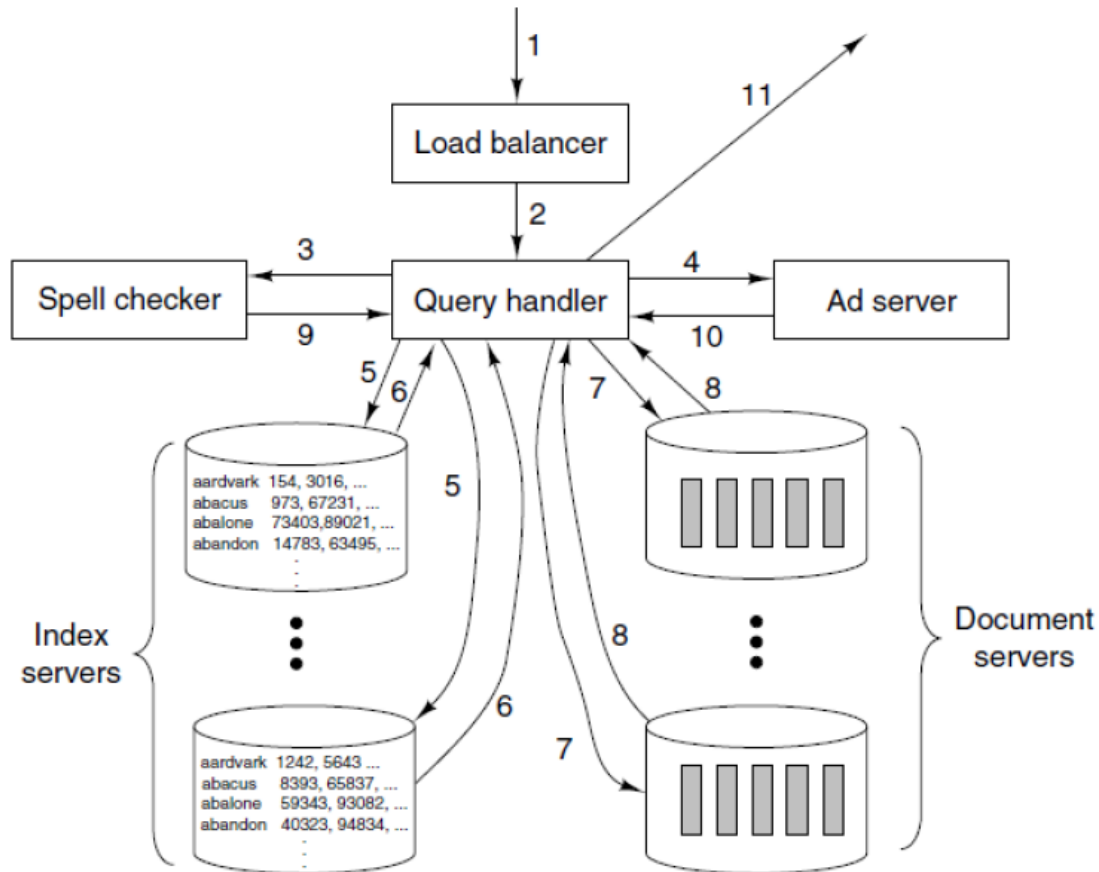 1
11
Load balancer
2
3
4
Spell checker
Query handler
Ad server
9
10
5
6
7
8
aardvark 154, 3016, ...
abacus 973, 67231, ...
abalone 73403,89021, ...
abandon 14783, 63495, ...
5
Index
servers
8
Document
servers
6
7
aardvark 1242, 5643 ...
abacus 8393, 65837, ...
abalone 59343, 93082, ...
abandon 40323, 94834, ...